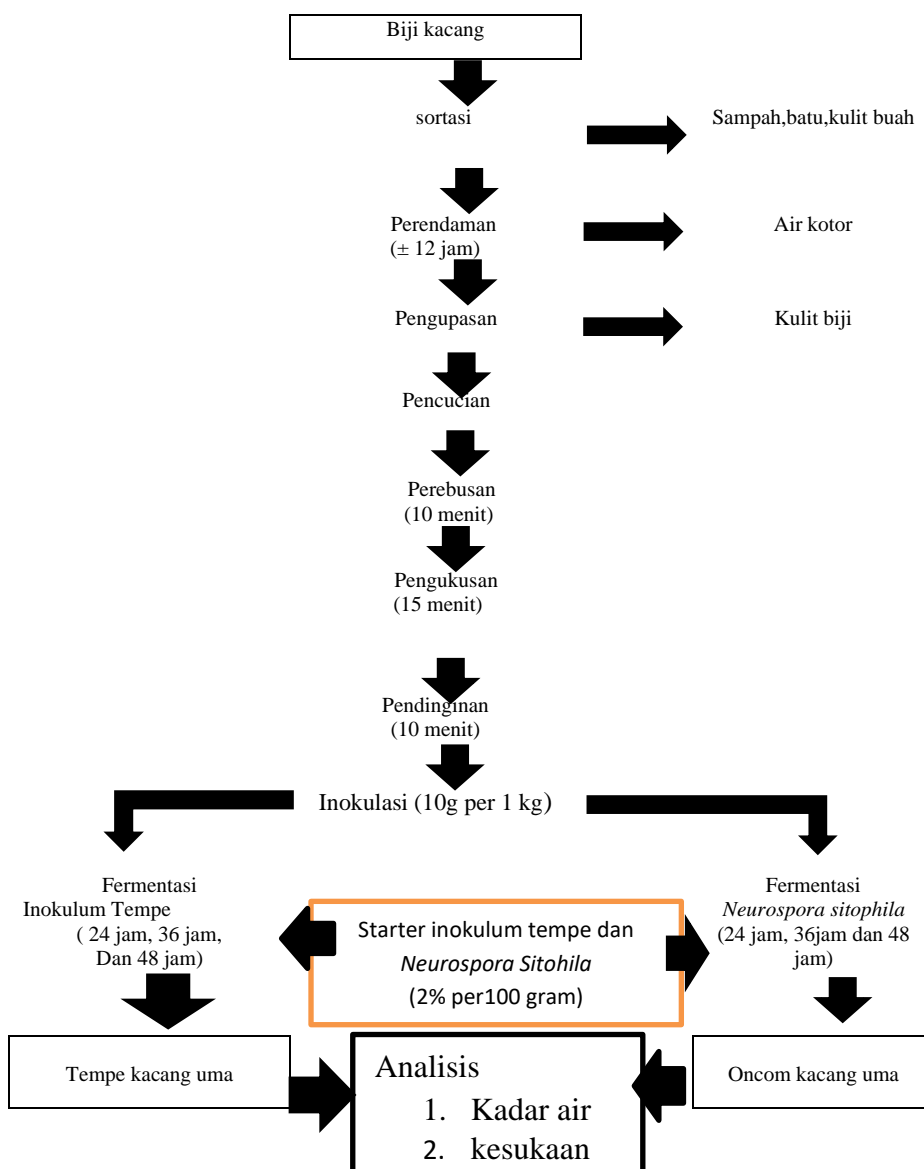 Biji kacang
sortasi
Sampah,batu,kulit buah
Perendaman
(± 12 jam)
Air kotor
Pengupasan
Kulit biji
Pencucian
Perebusan
(10 menit)
Pengukusan
(15 menit)
Pendinginan
(10 menit)
Inokulasi (10g per 1 kg)
Fermentasi
Inokulum Tempe
( 24 jam, 36 jam,
Dan 48 jam)
Starter inokulum tempe dan
Neurospora Sitohila
(2% per100 gram)
Fermentasi
Neurospora sitophila
(24 jam, 36jam dan 48
jam)
Tempe kacang uma
Analisis
1. Kadar air
2. kesukaan
Oncom kacang uma